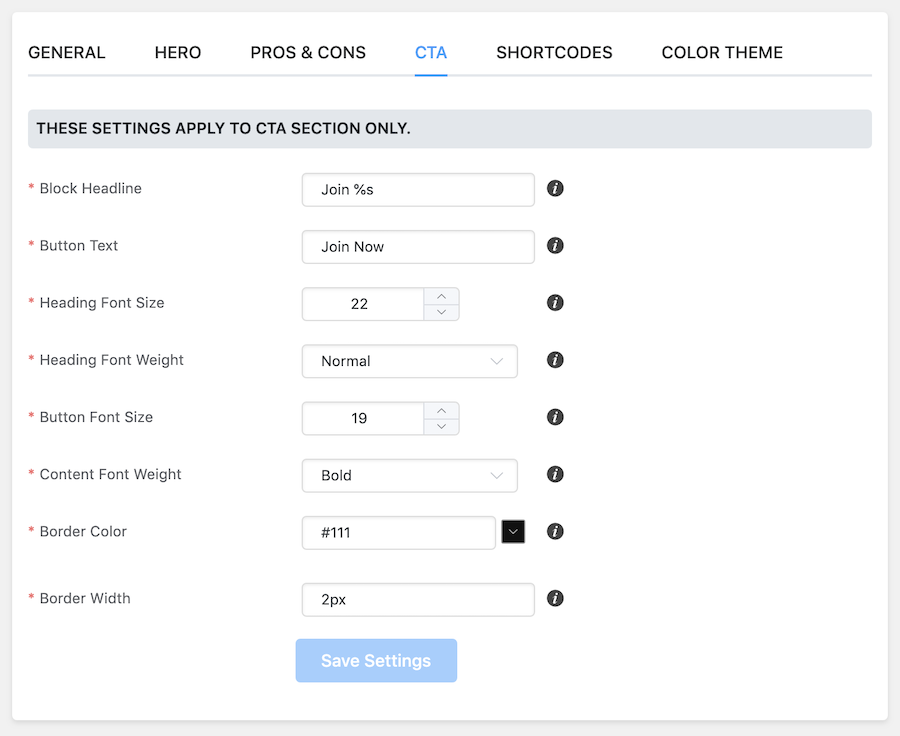 GENERAL HERO PROS & CONS CTA SHORTCODES COLOR THEME
THESE SETTINGS APPLY TO CTA SECTION ONLY.
* Block Headline Join %s i
* Button Text Join Now i
* Heading Font Size 22 i
* Heading Font Weight Normal i
* Button Font Size 19 i
* Content Font Weight Bold i
* Border Color #111 i
* Border Width 2px i
Save Settings